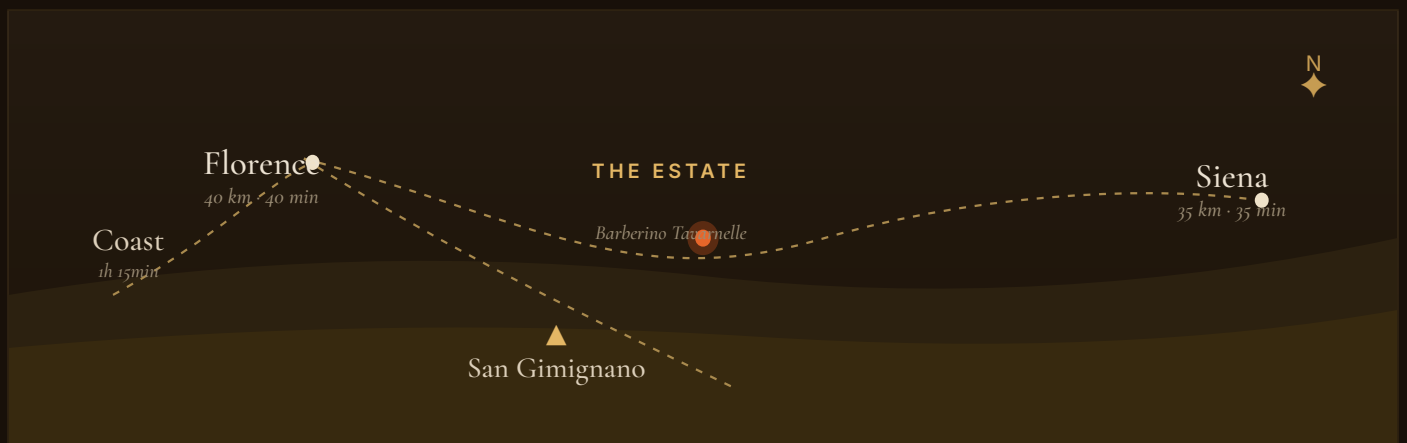 N
Florence
40 km · 40 min
THE ESTATE
Siena
35 km · 35 min
Barberino Tavarnelle
Coast
1h 15min
San Gimignano